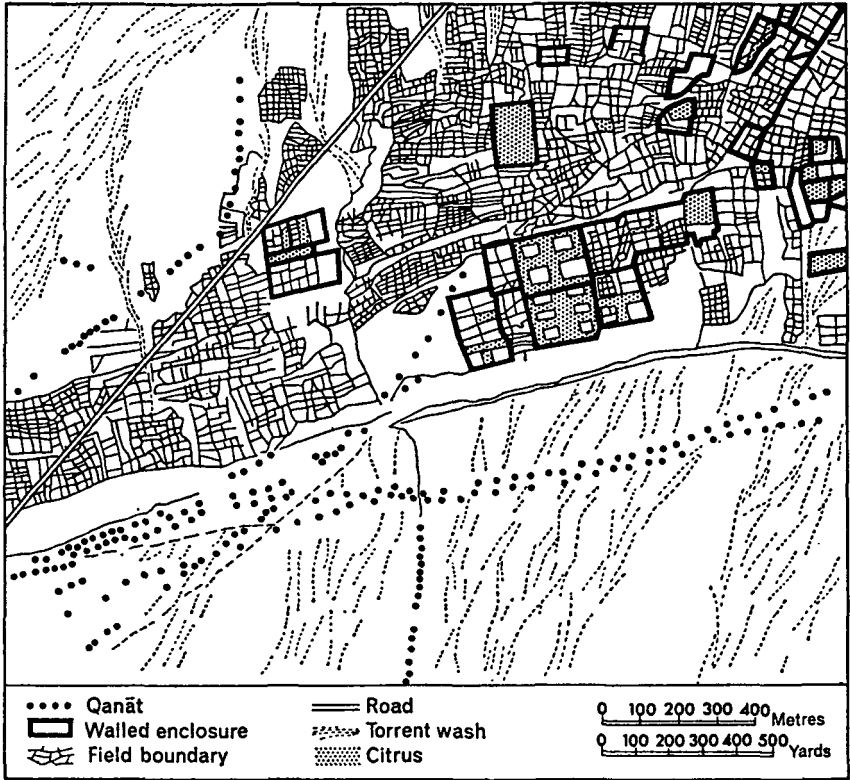 Qanāt
Walled enclosure
Field boundary
Road
Torrent wash
Citrus
0 100 200 300 400 Metres
0 100 200 300 400 500 Yards